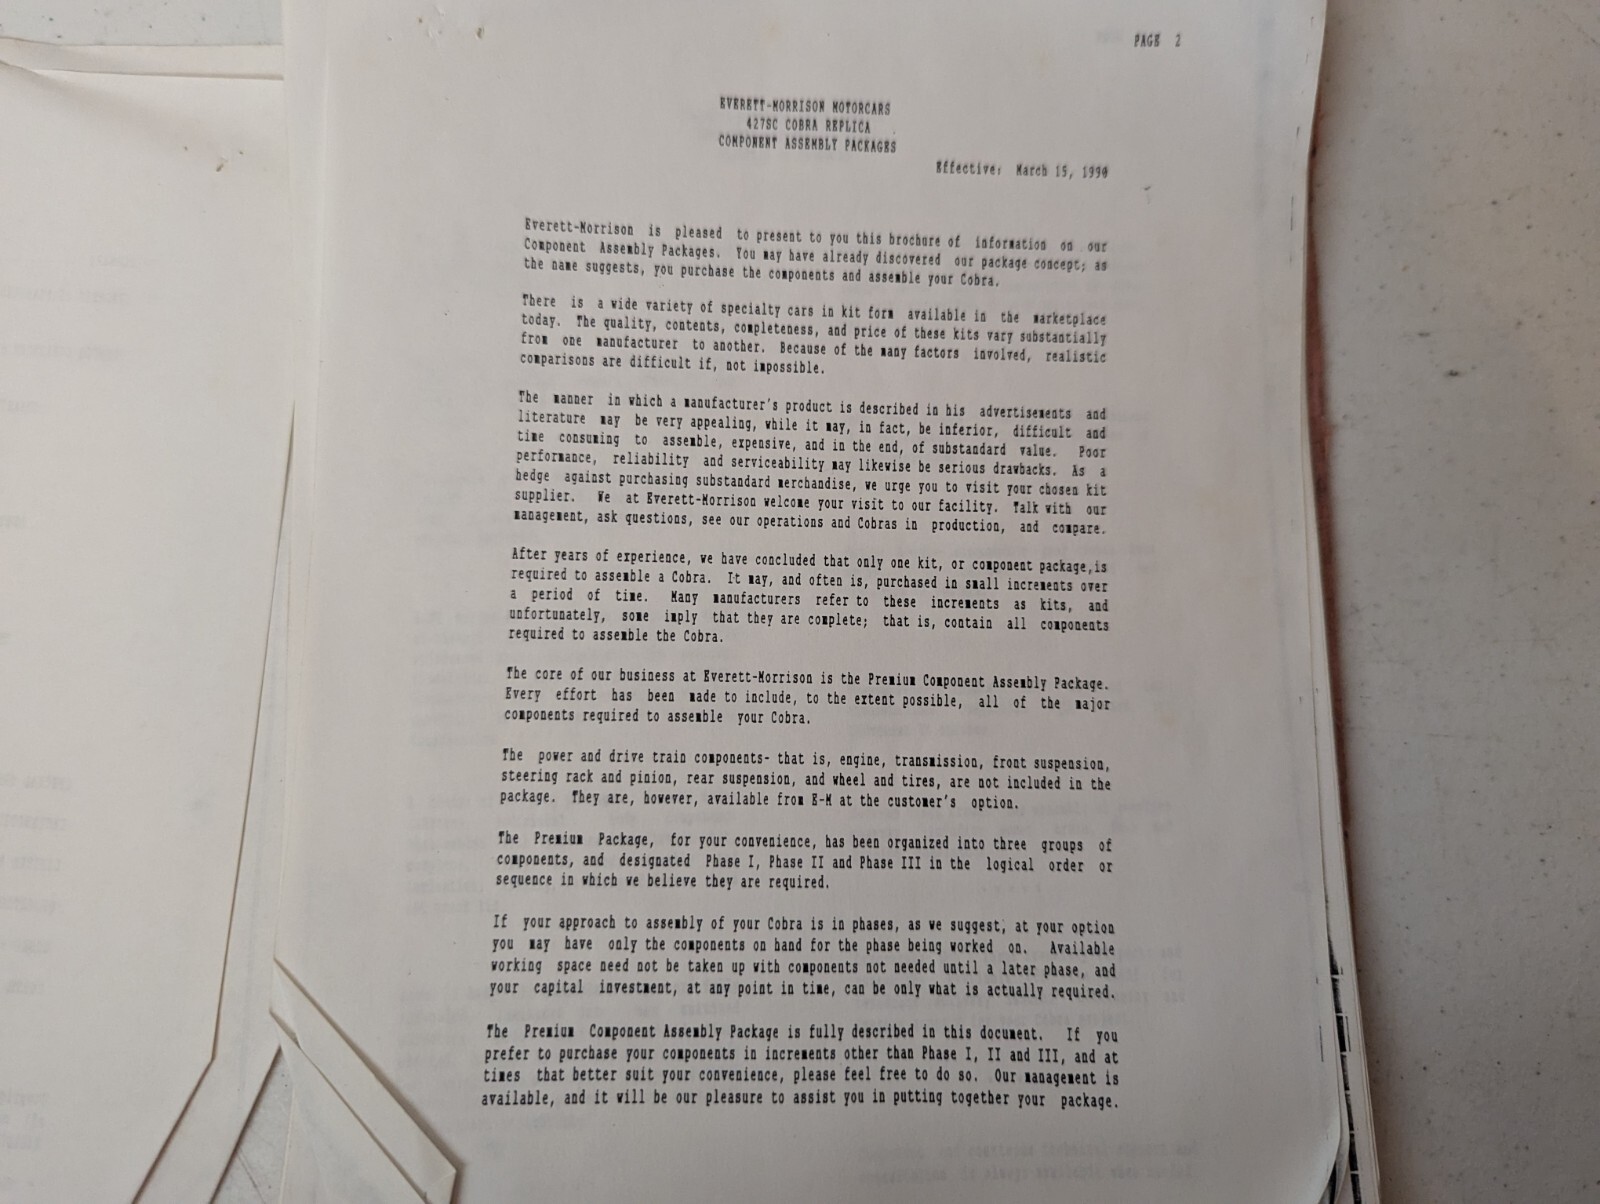 PAGE 2
EVERETT-MORRISON MOTORCARS
427SC COBRA REPLICA
COMPONENT ASSEMBLY PACKAGES
Effective: March 15, 1990
Everett-Morrison is pleased to present to you this brochure of information on our
Component Assembly Packages. You may have already discovered our package concept; as
the name suggests, you purchase the components and assemble your Cobra.
There is a wide variety of specialty cars in kit form available in the marketplace
today. The quality, contents, completeness, and price of these kits vary substantially
from one manufacturer to another. Because of the many factors involved, realistic
comparisons are difficult if, not impossible.
The manner in which a manufacturer's product is described in his advertisements and
literature may be very appealing, while it may, in fact, be inferior, difficult and
time consuming to assemble, expensive, and in the end, of substandard value. Poor
performance, reliability and serviceability may likewise be serious drawbacks. As a
hedge against purchasing substandard merchandise, we urge you to visit your chosen kit
supplier. We at Everett-Morrison welcome your visit to our facility. Talk with our
management, ask questions, see our operations and Cobras in production, and compare.
After years of experience, we have concluded that only one kit, or component package,is
required to assemble a Cobra. It may, and often is, purchased in small increments over
a period of time. Many manufacturers refer to these increments as kits, and
unfortunately, some imply that they are complete; that is, contain all components
required to assemble the Cobra.
The core of our business at Everett-Morrison is the Premium Component Assembly Package.
Every effort has been made to include, to the extent possible, all of the major
components required to assemble your Cobra.
The power and drive train components- that is, engine, transmission, front suspension,
steering rack and pinion, rear suspension, and wheel and tires, are not included in the
package. They are, however, available from E-M at the customer's option.
The Premium Package, for your convenience, has been organized into three groups of
components, and designated Phase I, Phase II and Phase III in the logical order or
sequence in which we believe they are required.
If your approach to assembly of your Cobra is in phases, as we suggest, at your option
you may have only the components on hand for the phase being worked on. Available
working space need not be taken up with components not needed until a later phase, and
your capital investment, at any point in time, can be only what is actually required.
The Premium Component Assembly Package is fully described in this document. If you
prefer to purchase your components in increments other than Phase I, II and III, and at
times that better suit your convenience, please feel free to do so. Our management is
available, and it will be our pleasure to assist you in putting together your package.